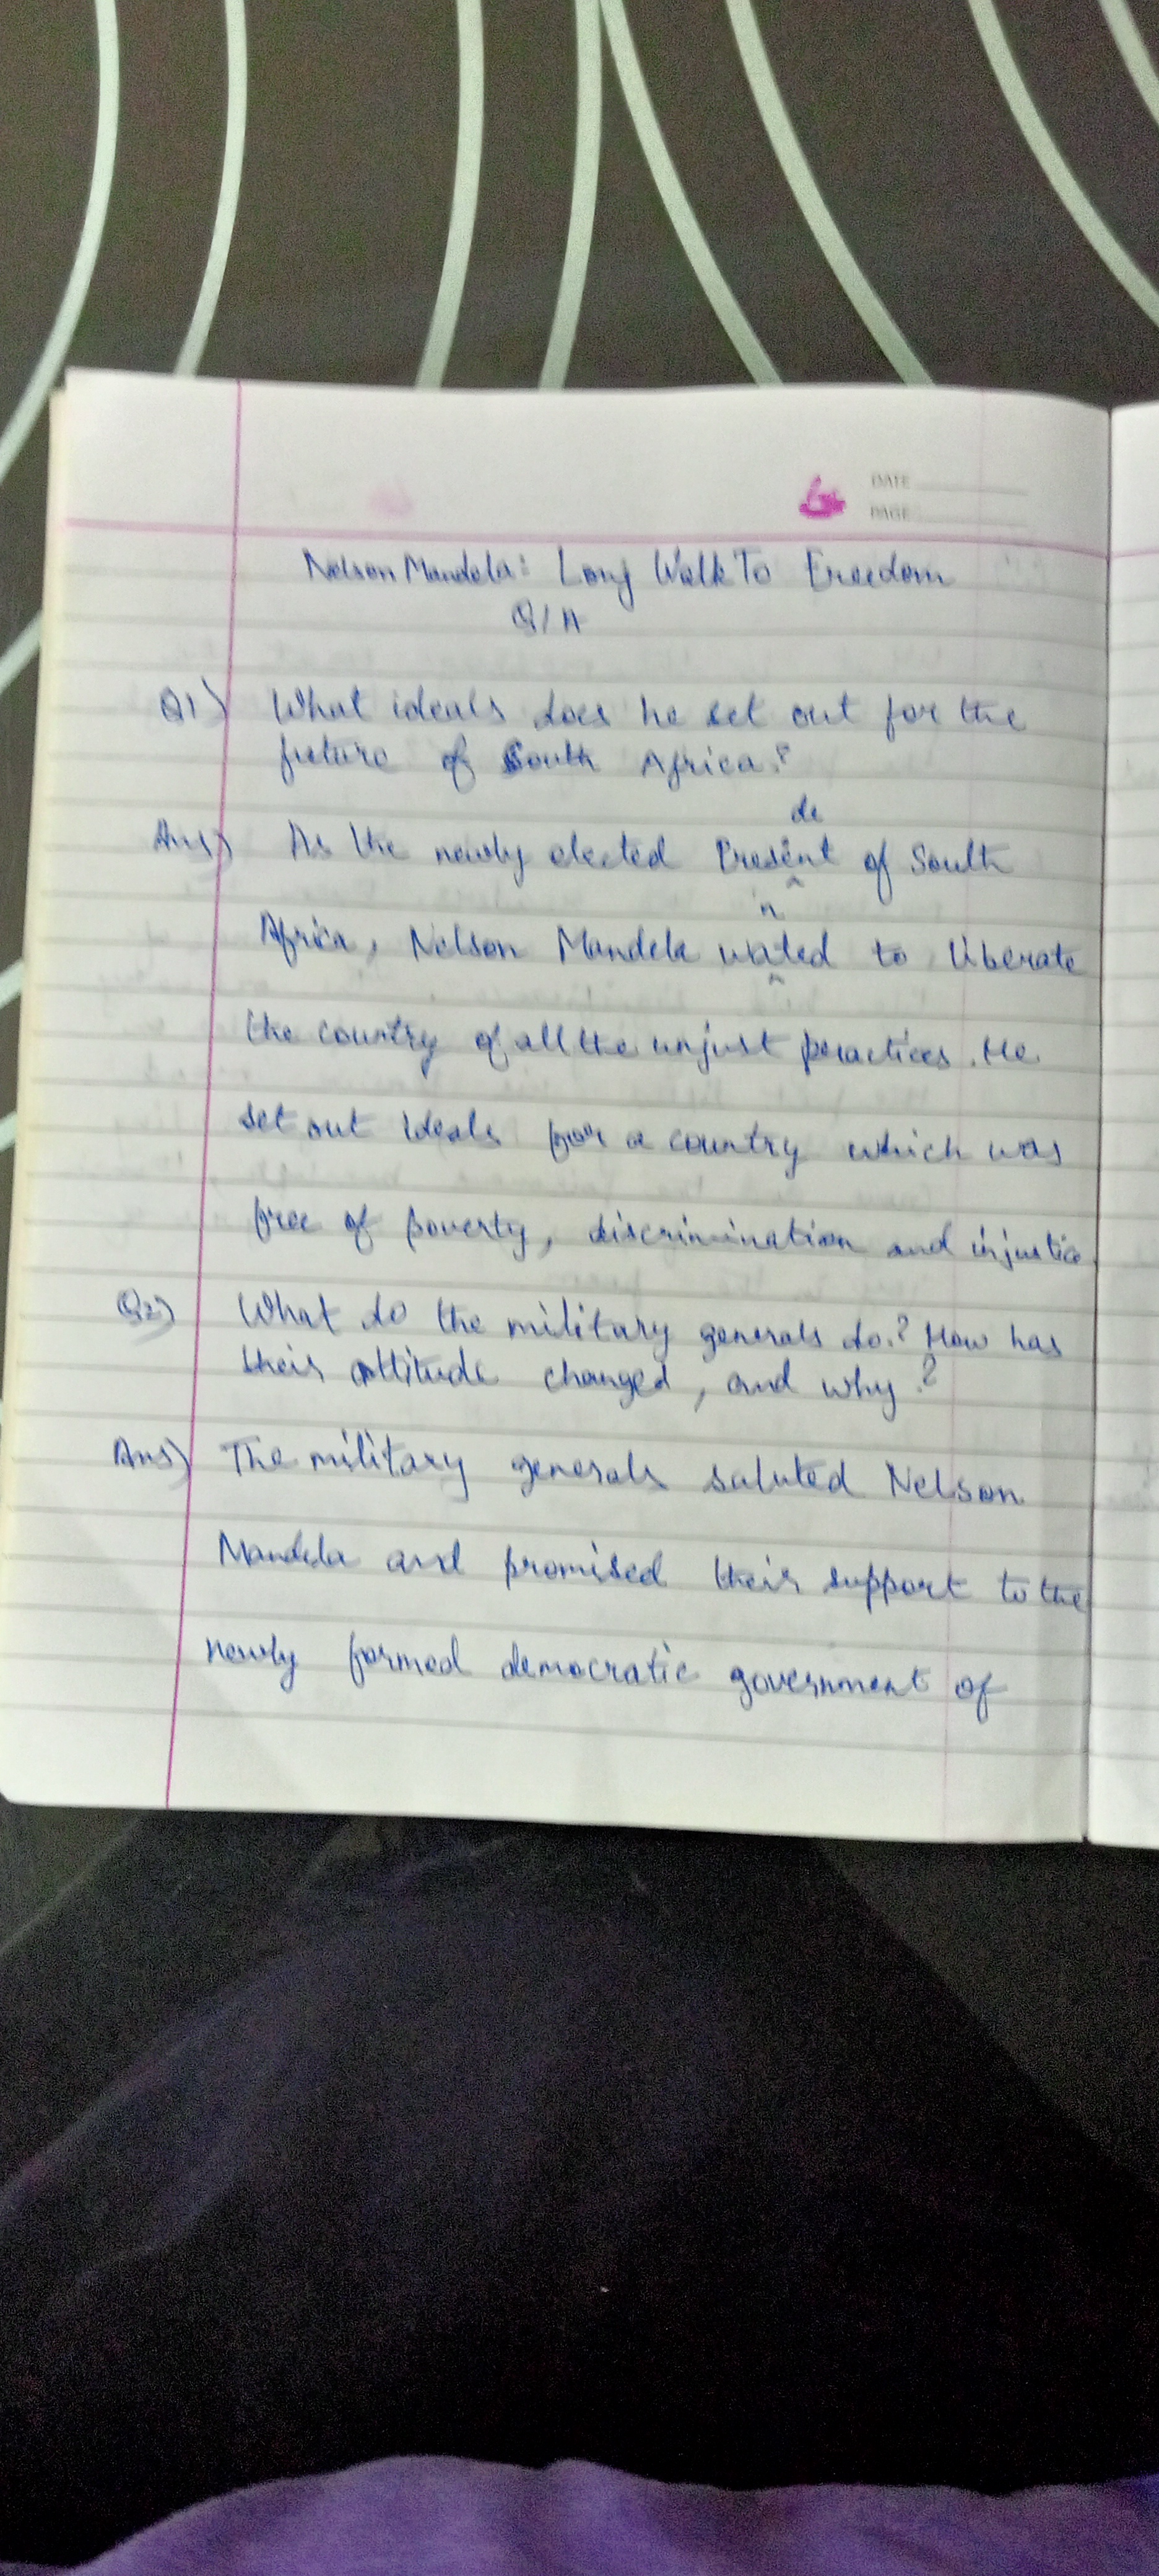 DATE
PAGE
Nelson Mandela: Long Walk To Freedom
Q/A
Q1) What ideals does he set out for the
future of South Africa?
de
Ans) As the newly elected Presint of South
n
Africa, Nelson Mandela wated to liberate
the country of all the unjust practices. He
set out ideals for a country which was
free of poverty, discrimination and injustice
Q2) What do the military generals do? How has
their attitude changed, and why?
Ans) The military generals saluted Nelson
Mandela and promised their support to the
newly formed democratic government of